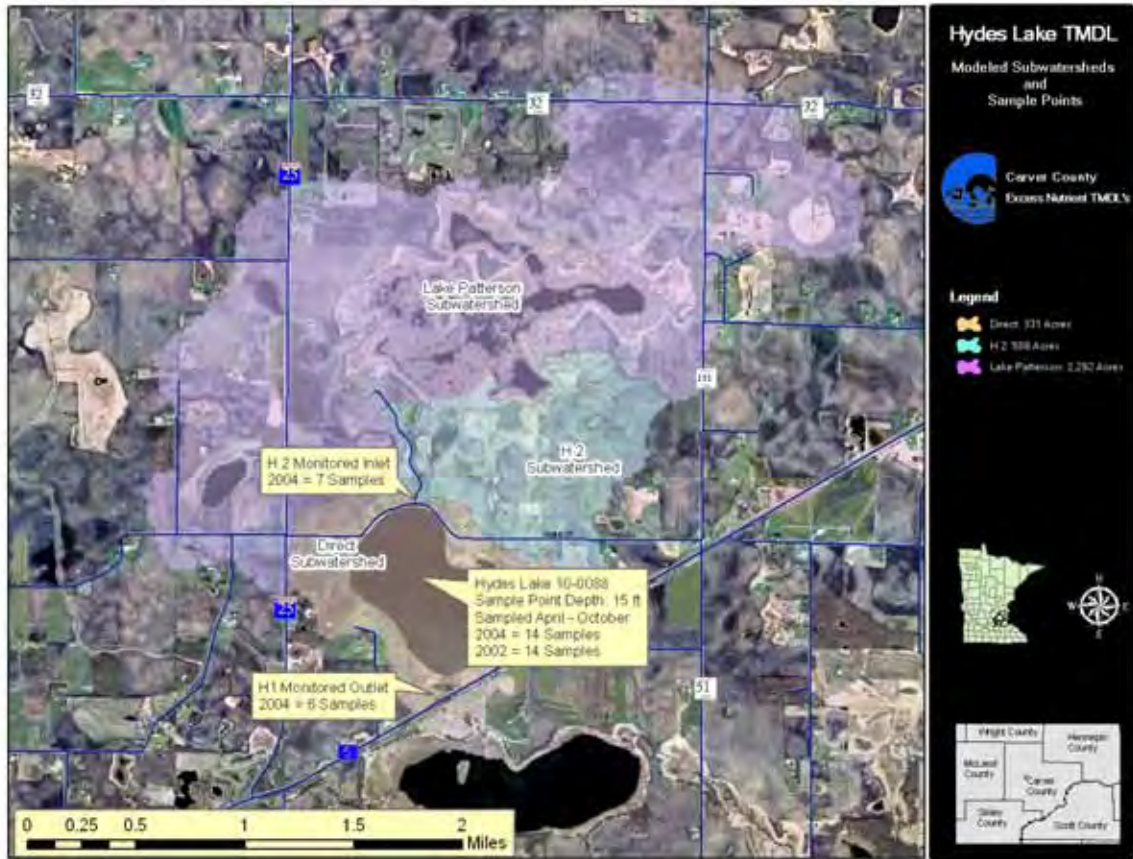 Hydes Lake TMDL
Modeled Subwatersheds
and
Sample Points
Carver County
Excess Nutrient TMDL's
Legend
Direct: 331 Acres
H 2: Acres
Lake Patterson: Acres
32
32
32
25
Lake Patterson
Subwatershed
H 2
Subwatershed
H 2 Monitored Inlet
2004 = 7 Samples
Direct
Subwatershed
Hydes Lake 10-0088
Sample Point Depth: 15 ft
Sampled April - October
2004 = 14 Samples
2002 = 14 Samples
25
H1 Monitored Outlet
2004 = 6 Samples
51
0 0.25 0.5 1 1.5 2
Miles
N
W E
S
Wright County
Hennepin
County
McLeod
County
Carver
County
Sibley
County
Scott County